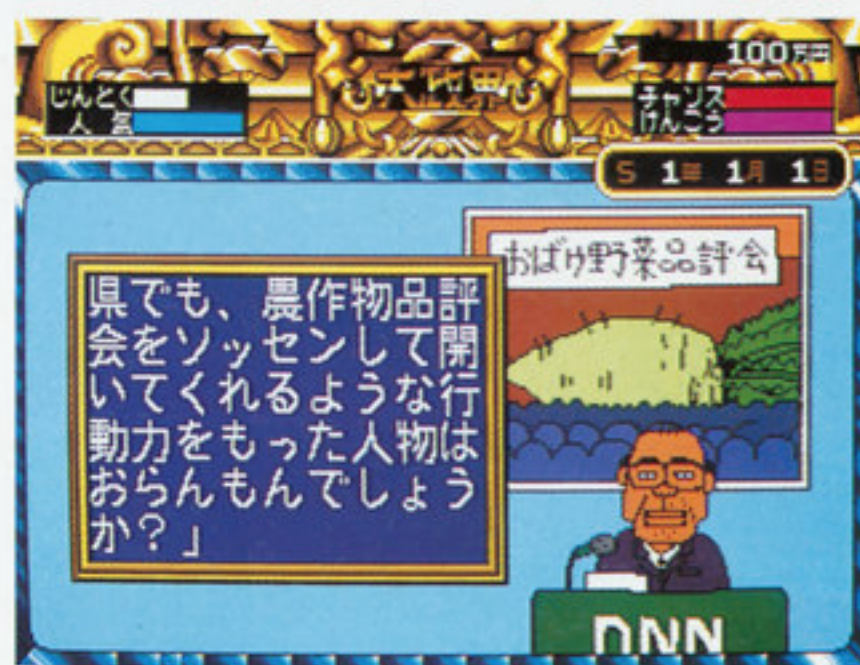 100万円
じんとく
人気
大政界
チャンス
けんこう
S 1年 1月 1日
おばけ野菜品評会
県でも、農作物品評
会をソッセンして開
いてくれるような行
動力をもった人物は
おらんもんでしょう
か?」
DNN